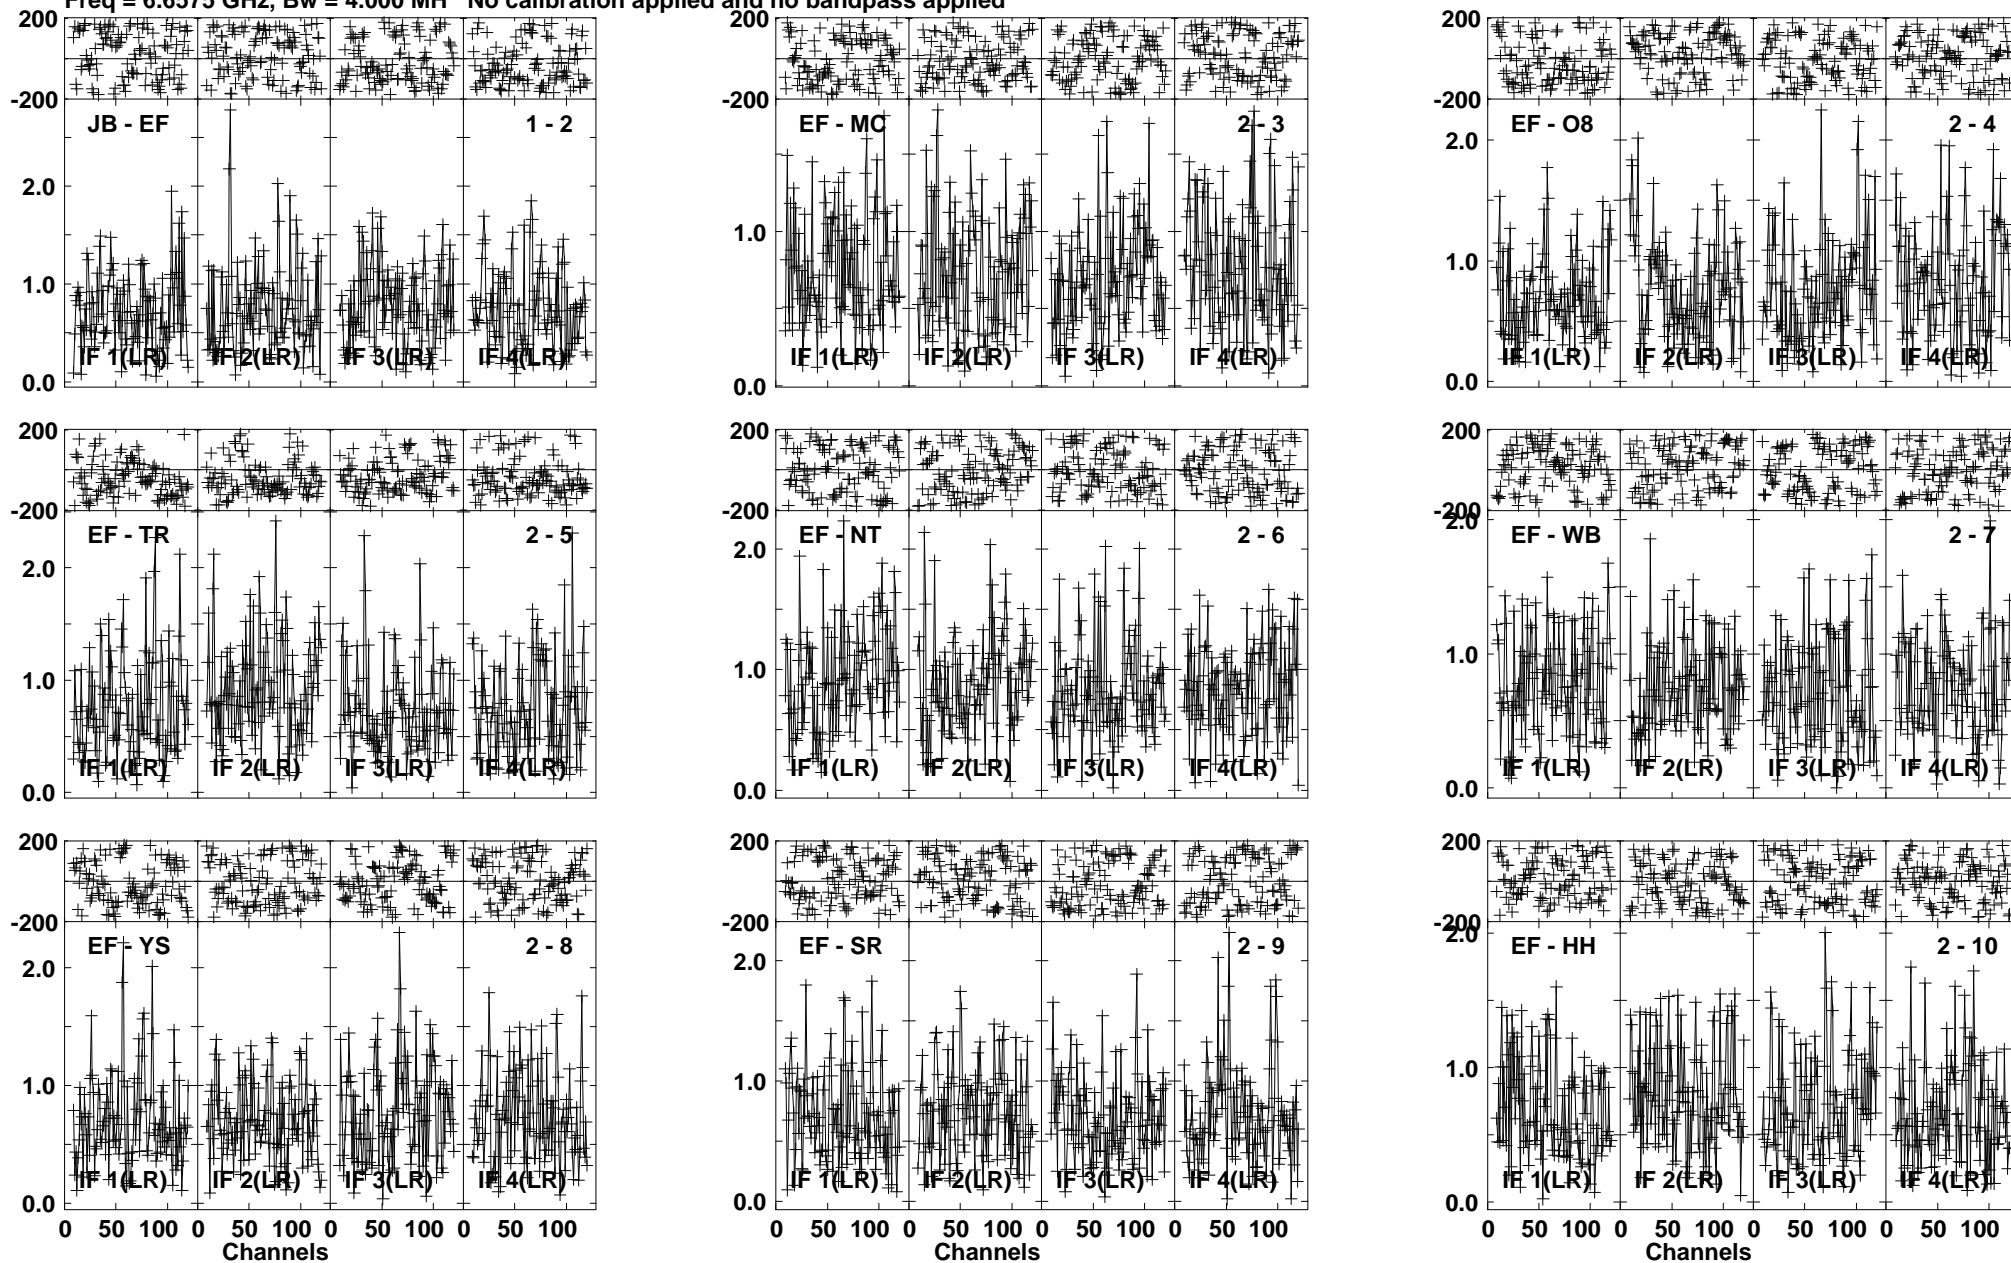 Freq = 6.6575 GHz, Bw = 4.000 MH No calibration applied and no bandpass applied
200 200 200
-200 -200 -200
JB - EF 1 - 2 EF - MC 2 - 3 EF - O8 2 - 4
2.0 1.0 0.0
1.0 0.0
2.0 1.0 0.0
IF 1(LR) IF 2(LR) IF 3(LR) IF 4(LR) IF 1(LR) IF 2(LR) IF 3(LR) IF 4(LR) IF 1(LR) IF 2(LR) IF 3(LR) IF 4(LR)
200 200 200
-200 -200 -200
EF - TR 2 - 5 EF - NT 2 - 6 EF - WB 2 - 7
2.0 1.0 0.0
2.0 1.0 0.0
2.0 1.0 0.0
IF 1(LR) IF 2(LR) IF 3(LR) IF 4(LR) IF 1(LR) IF 2(LR) IF 3(LR) IF 4(LR) IF 1(LR) IF 2(LR) IF 3(LR) IF 4(LR)
200 200 200
-200 -200 -200
EF - YS 2 - 8 EF - SR 2 - 9 EF - HH 2 - 10
2.0 1.0 0.0
2.0 1.0 0.0
2.0 1.0 0.0
IF 1(LR) IF 2(LR) IF 3(LR) IF 4(LR) IF 1(LR) IF 2(LR) IF 3(LR) IF 4(LR) IF 1(LR) IF 2(LR) IF 3(LR) IF 4(LR)
0 50 100 0 50 100 0 50 100 0 50 100 0 50 100 0 50 100 0 50 100 0 50 100 0 50 100 0 50 100 0 50 100 0 50 100
Channels Channels Channels